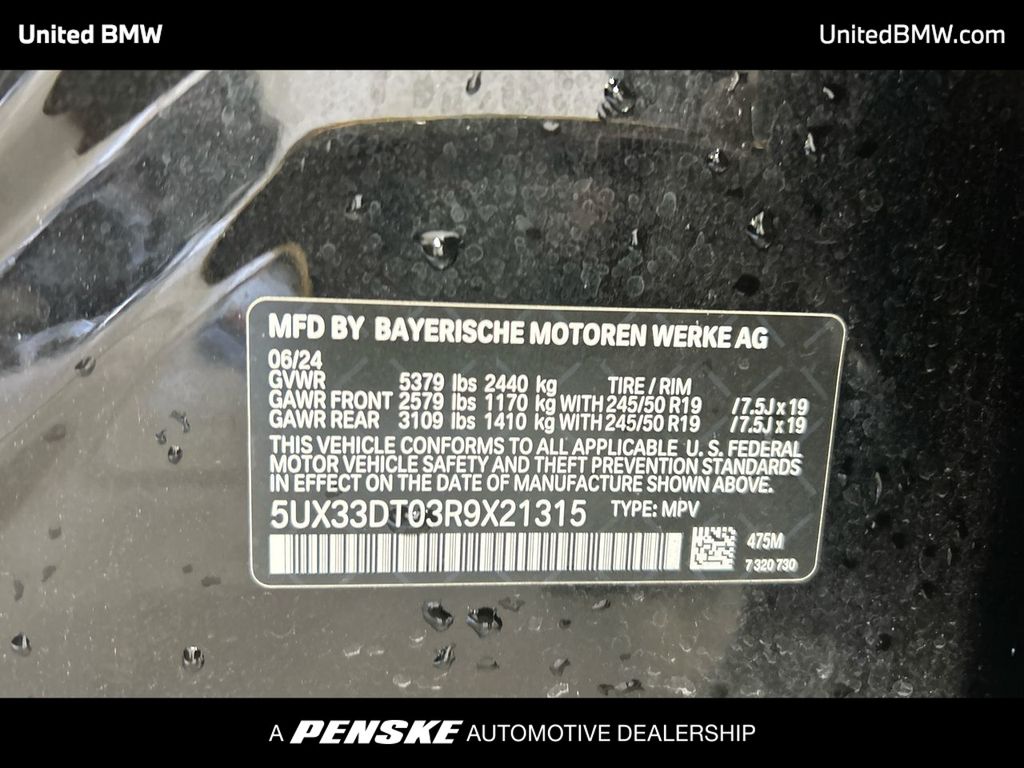 United BMW
UnitedBMW.com
MFD BY BAYERISCHE MOTOREN WERKE AG
06/24
GVWR 5379 lbs 2440 kg TIRE / RIM
GAWR FRONT 2579 lbs 1170 kg WITH 245/50 R19 / 7.5J x 19
GAWR REAR 3109 lbs 1410 kg WITH 245/50 R19 / 7.5J x 19
THIS VEHICLE CONFORMS TO ALL APPLICABLE U. S. FEDERAL
MOTOR VEHICLE SAFETY AND THEFT PREVENTION STANDARDS
IN EFFECT ON THE DATE OF MANUFACTURE SHOWN ABOVE.
5UX33DT03R9X21315 TYPE: MPV
475M
7 320 730
A PENSKE AUTOMOTIVE DEALERSHIP